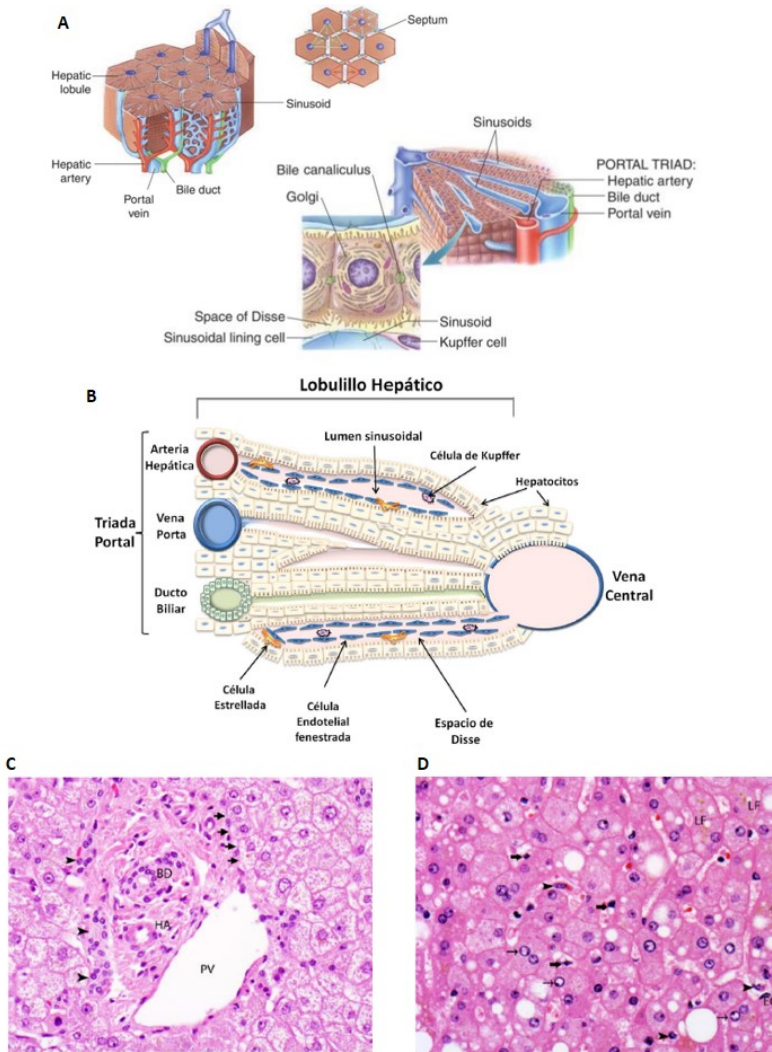 A
Septum
Hepatic
lobule
Sinusoid
Hepatic
artery
Portal
vein
Bile duct
Sinusoids
Bile canaliculus
Golgi
PORTAL TRIAD:
Hepatic artery
Bile duct
Portal vein
Space of Disse
Sinusoidal lining cell
Sinusoid
Kupffer cell
B
Lobulillo Hepático
Lumen sinusoidal
Célula de Kupffer
Hepatocitos
Arteria
Hepática
Triada
Portal
Vena
Porta
Ducto
Biliar
Vena
Central
Célula
Estrellada
Célula
Endotelial
fenestrada
Espacio de
Disse
C
BD
HA
PV
D
LF
LF